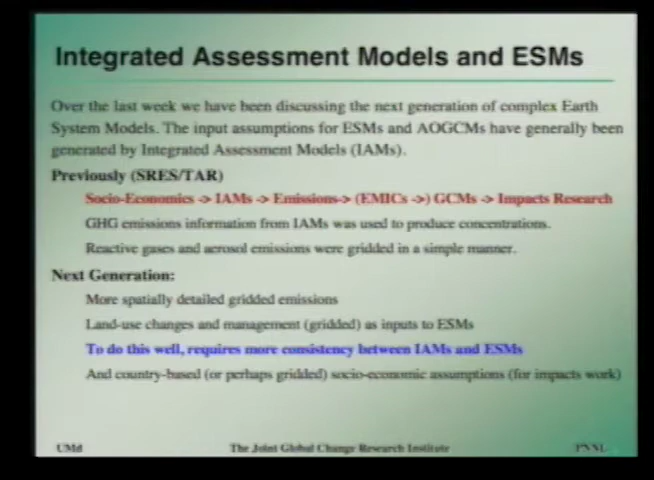 Integrated Assessment Models and ESMs
Over the last week we have been discussing the next generation of complex Earth
System Models. The input assumptions for ESMs and AOGCMs have generally been
generated by Integrated Assessment Models (IAMs).
Previously (SRES/TAR)
Socio-Economics -> IAMs -> Emissions-> (EMICs ->) GCMs -> Impacts Research
GHG emissions information from IAMs was used to produce concentrations.
Reactive gases and aerosol emissions were gridded in a simple manner.
Next Generation:
More spatially detailed gridded emissions
Land-use changes and management (gridded) as inputs to ESMs
To do this well, requires more consistency between IAMs and ESMs
And country-based (or perhaps gridded) socio-economic assumptions (for impacts work)
UMd The Joint Global Change Research Institute PNNL